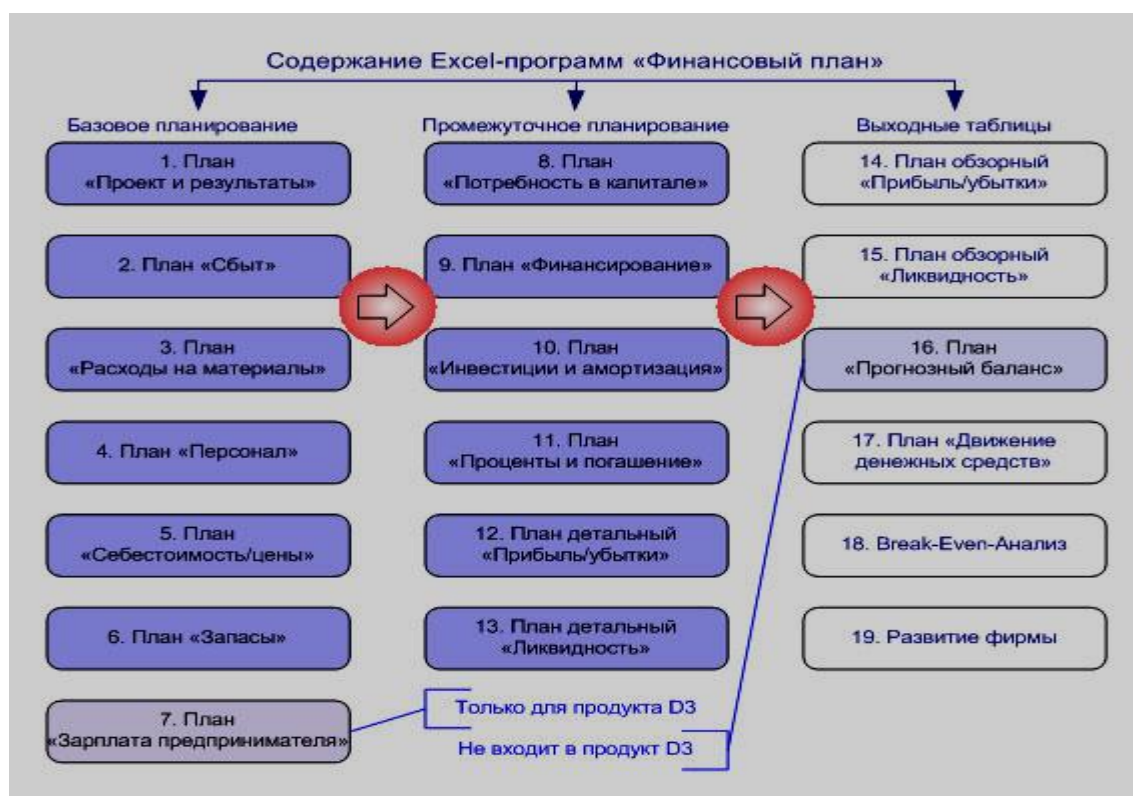 Содержание Excel-программ «Финансовый план»
Базовое планирование
1. План
«Проект и результаты»
2. План «Сбыт»
3. План
«Расходы на материалы»
4. План «Персонал»
5. План
«Себестоимость/цены»
6. План «Запасы»
7. План
«Зарплата предпринимателя»
Промежуточное планирование
8. План
«Потребность в капитале»
9. План «Финансирование»
10. План
«Инвестиции и амортизация»
11. План
«Проценты и погашение»
12. План детальный
«Прибыль/убытки»
13. План детальный
«Ликвидность»
Только для продукта D3
Не входит в продукт D3
Выходные таблицы
14. План обзорный
«Прибыль/убытки»
15. План обзорный
«Ликвидность»
16. План
«Прогнозный баланс»
17. План «Движение
денежных средств»
18. Break-Even-Анализ
19. Развитие фирмы